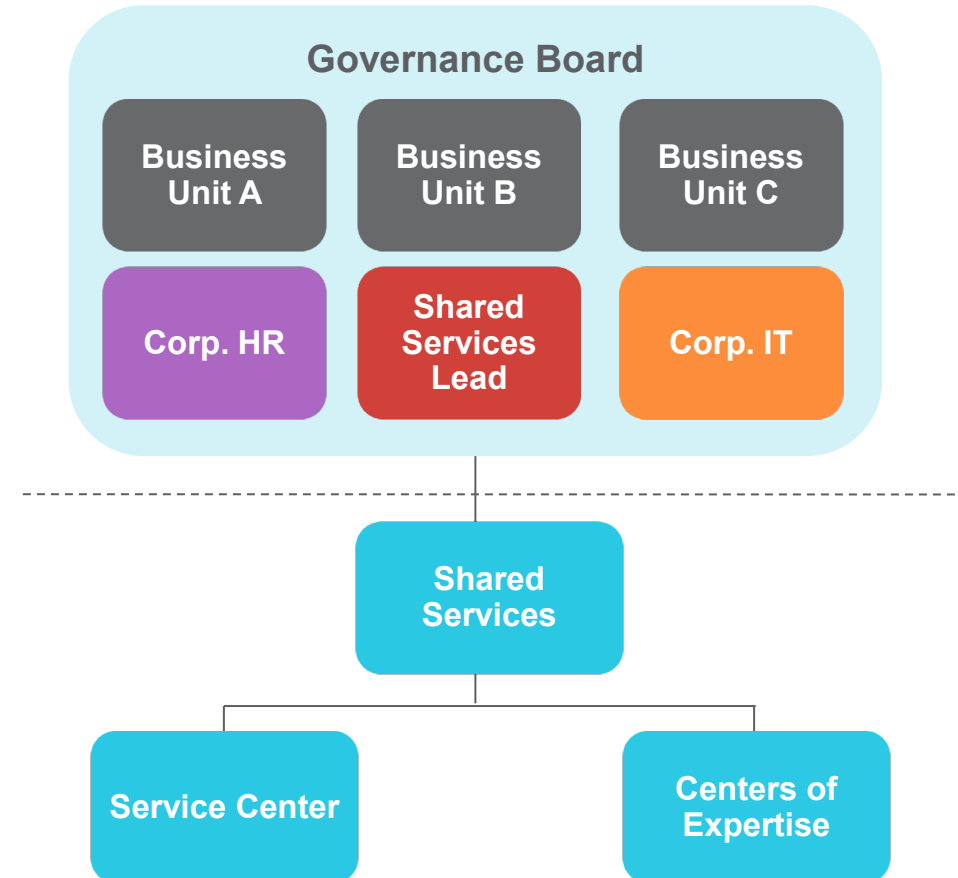 Governance Board
Business
Unit A
Business
Unit B
Business
Unit C
Corp. HR
Shared
Services
Lead
Corp. IT
Shared
Services
Service Center
Centers of
Expertise